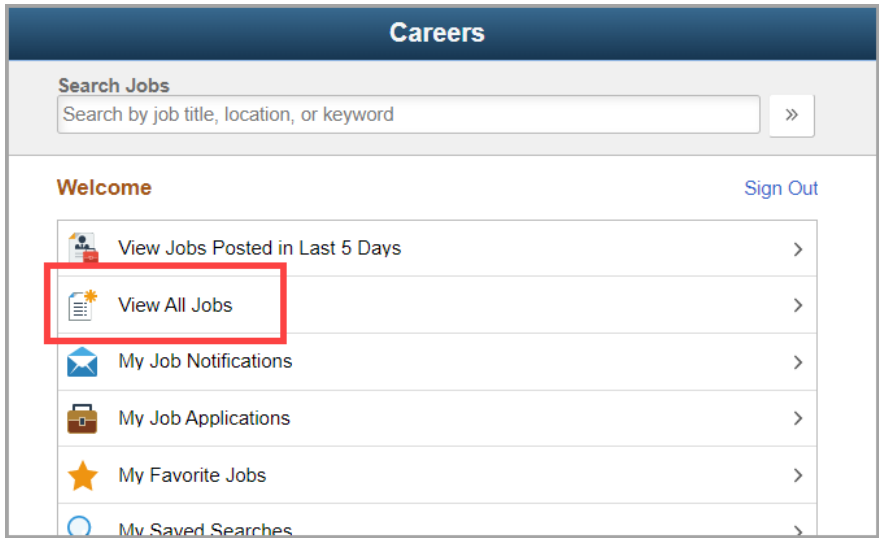 Careers
Search Jobs
Search by job title, location, or keyword
Welcome
Sign Out
View Jobs Posted in Last 5 Days
View All Jobs
My Job Notifications
My Job Applications
My Favorite Jobs
My Saved Searches